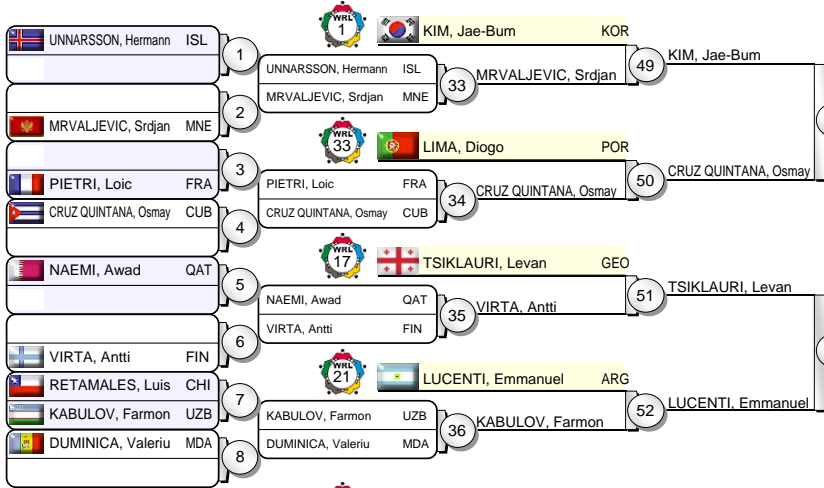 WRL
1
KIM, Jae-Bum KOR
UNNARSSON, Hermann ISL
1
49
KIM, Jae-Bum
UNNARSSON, Hermann ISL
33
MRVALJEVIC, Srdjan
MRVALJEVIC, Srdjan MNE
2
MRVALJEVIC, Srdjan MNE
WRL
33
LIMA, Diogo POR
3
PIETRI, Loic FRA
PIETRI, Loic FRA
34
CRUZ QUINTANA, Osmay
50
CRUZ QUINTANA, Osmay
CRUZ QUINTANA, Osmay CUB
CRUZ QUINTANA, Osmay CUB
4
WRL
17
TSIKLAURI, Levan GEO
NAEMI, Awad QAT
5
51
TSIKLAURI, Levan
NAEMI, Awad QAT
35
VIRTA, Antti
VIRTA, Antti FIN
6
VIRTA, Antti FIN
WRL
21
LUCENTI, Emmanuel ARG
RETAMALES, Luis CHI
7
52
LUCENTI, Emmanuel
KABULOV, Farmon UZB
KABULOV, Farmon UZB
36
KABULOV, Farmon
DUMINICA, Valeriu MDA
DUMINICA, Valeriu MDA
8